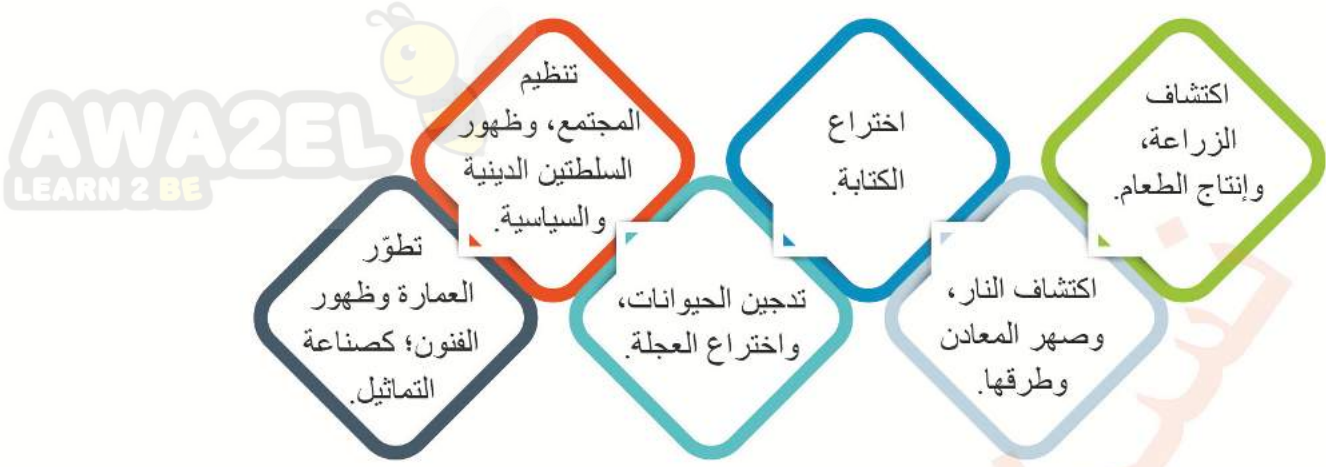 اكتشاف
الزراعة،
وإنتاج الطعام.
اكتشاف النار،
وصهر المعادن
وطرقها.
اختراع
الكتابة.
تدجين الحيوانات،
واختراع العجلة.
تنظيم
المجتمع، وظهور
السلطتين الدينية
والسياسية.
تطوّر
العمارة وظهور
الفنون؛ كصناعة
التماثيل.
AWA2EL
LEARN 2 BE